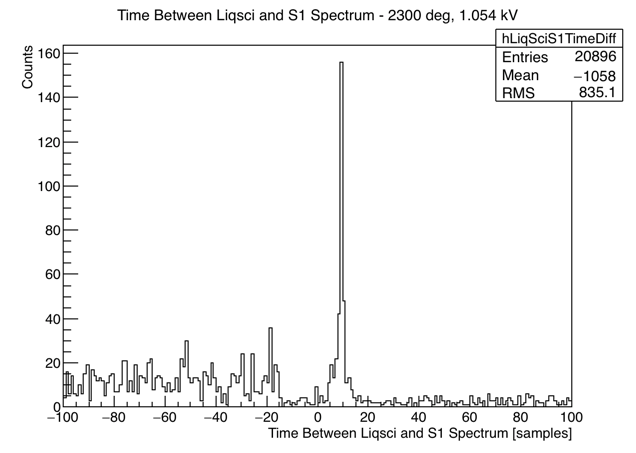 Time Between Liqsci and S1 Spectrum - 2300 deg, 1.054 kV
hLiqSciS1TimeDiff
Entries 20896
Mean −1058
RMS 835.1
Counts
160
140
120
100
80
60
40
20
0
−100 −80 −60 −40 −20 0 20 40 60 80 100
Time Between Liqsci and S1 Spectrum [samples]